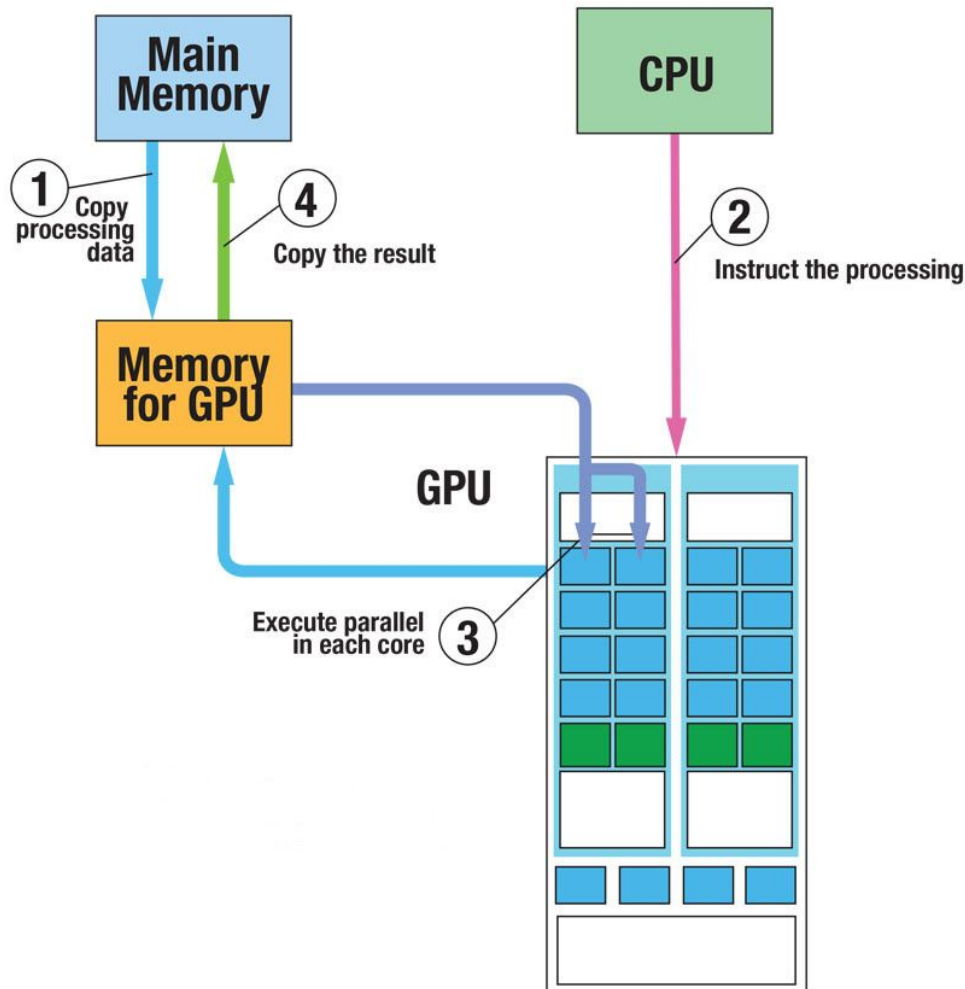 Main
Memory
CPU
1
Copy
processing
data
4
Copy the result
2
Instruct the processing
Memory
for GPU
GPU
Execute parallel
in each core
3